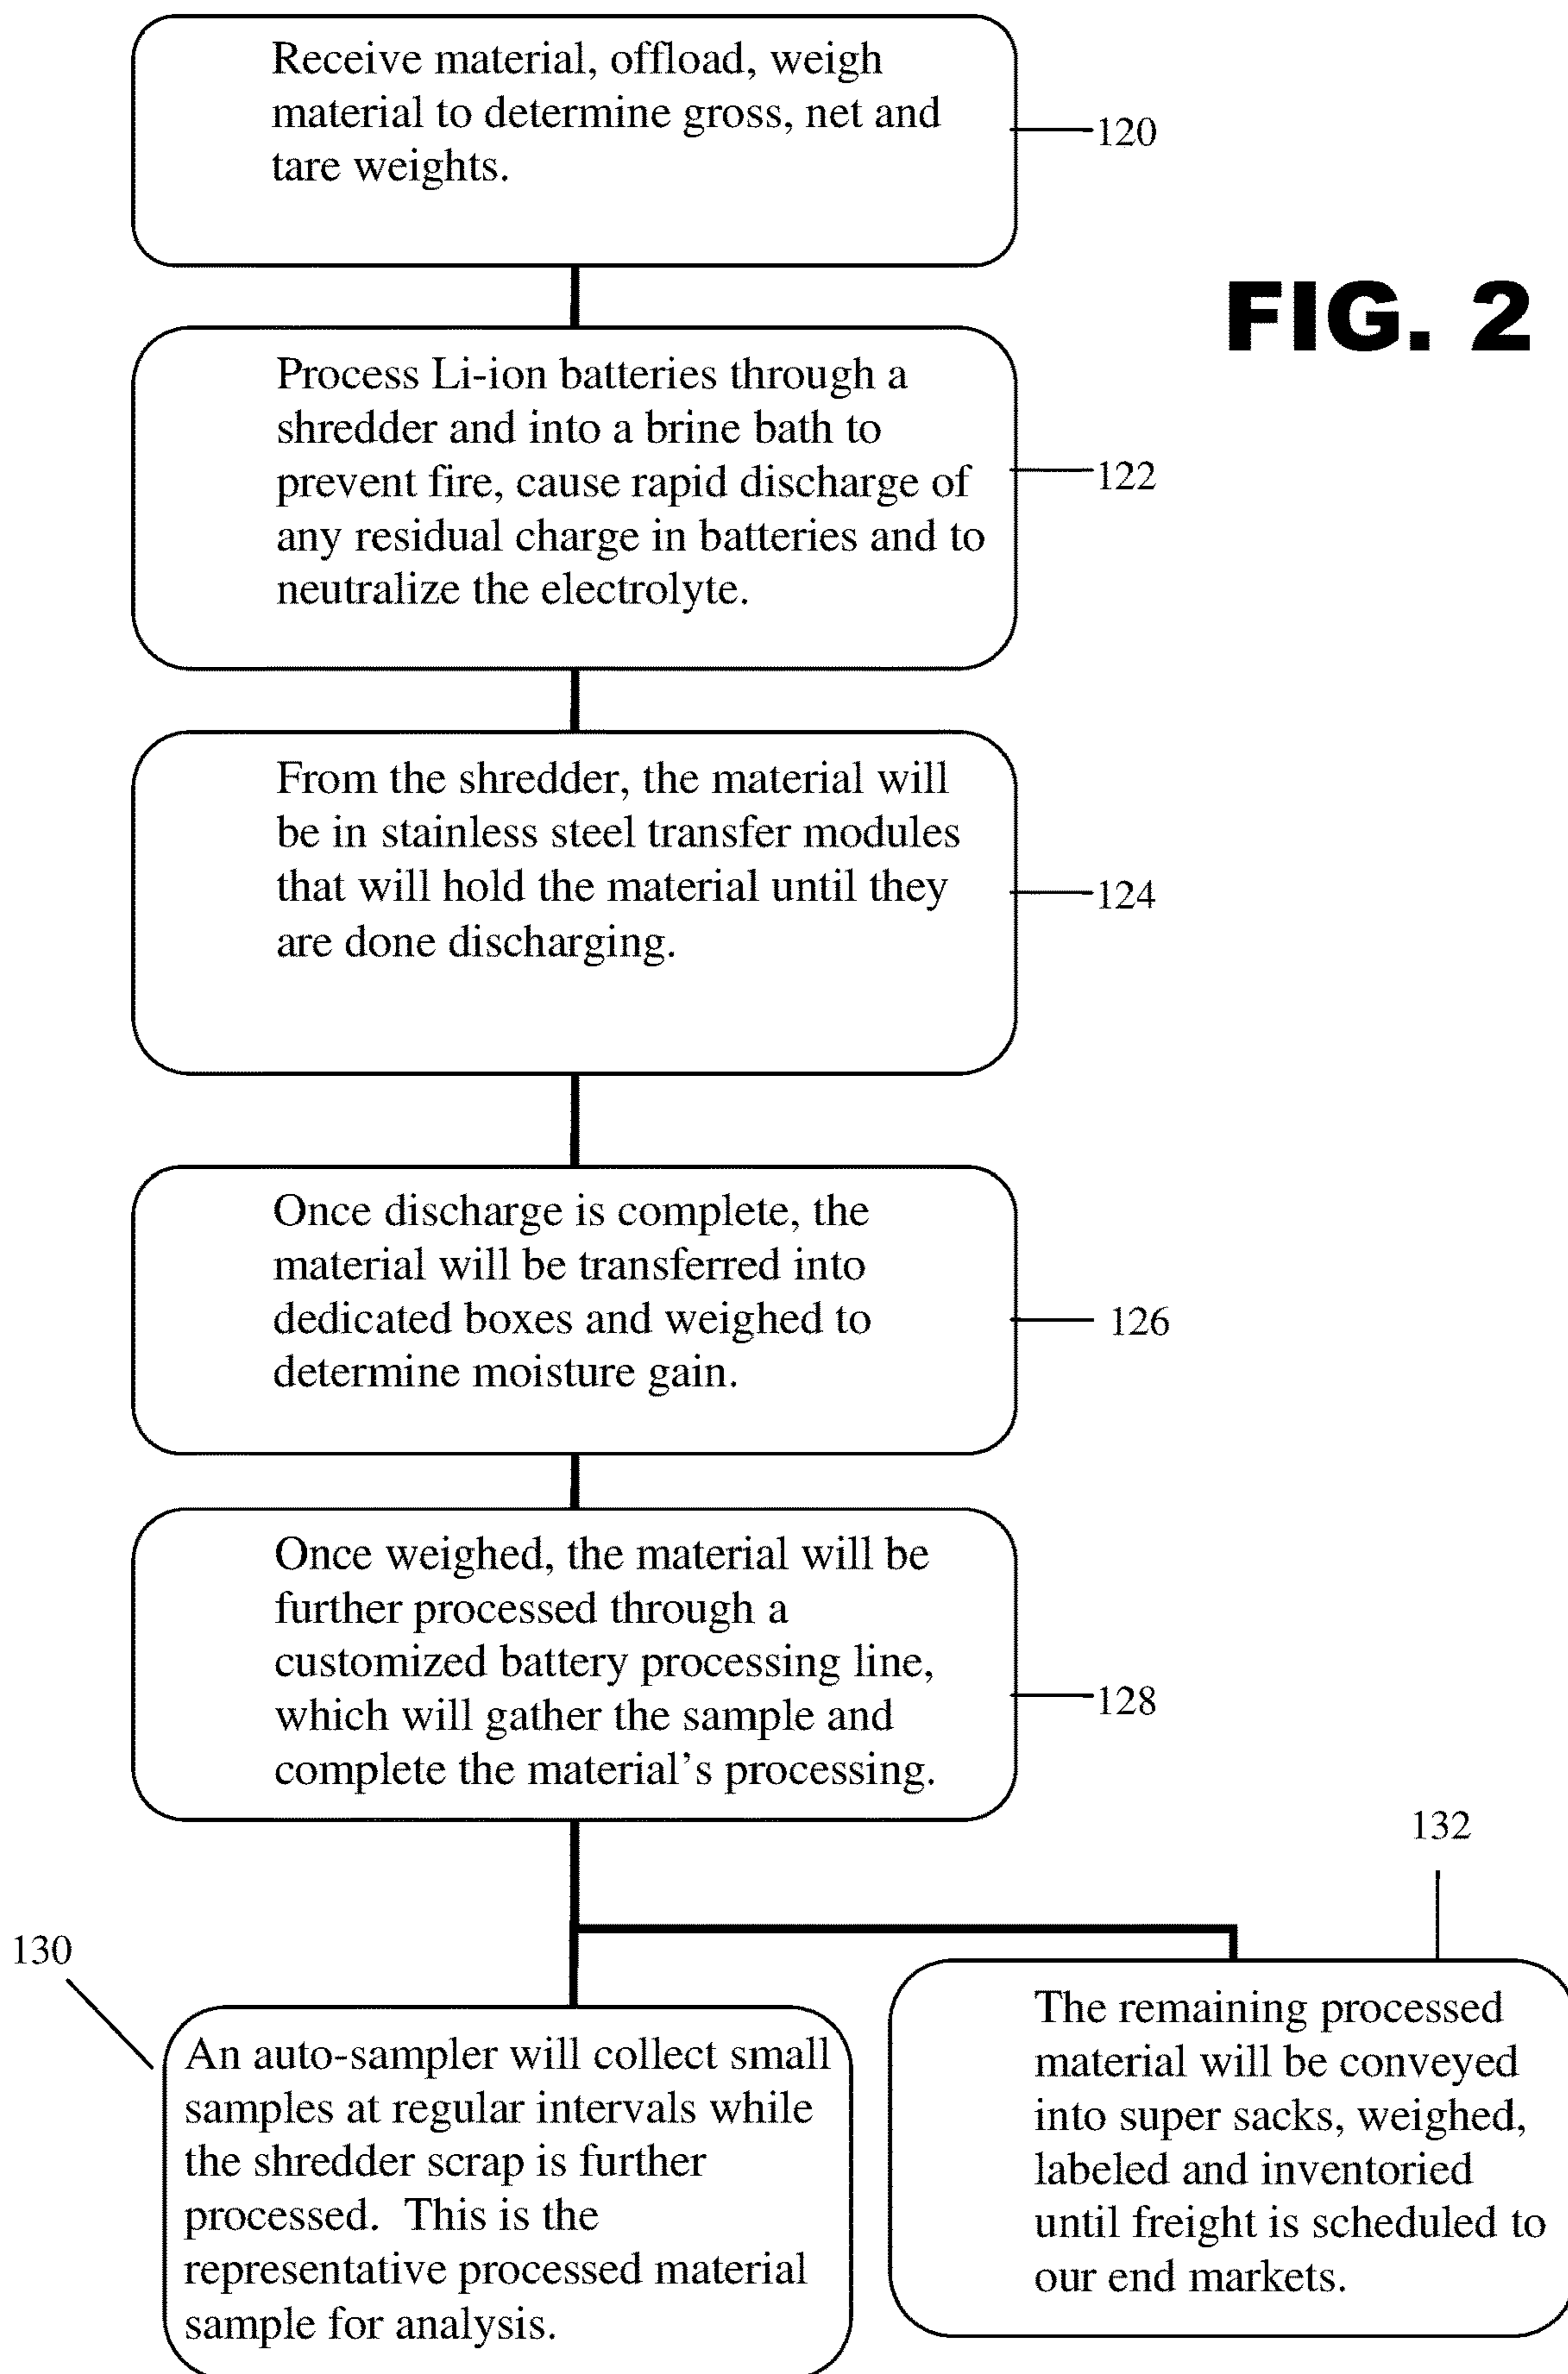 Receive material, offload, weigh
material to determine gross, net and
tare weights.
120
FIG. 2
Process Li-ion batteries through a
shredder and into a brine bath to
prevent fire, cause rapid discharge of
any residual charge in batteries and to
neutralize the electrolyte.
122
From the shredder, the material will
be in stainless steel transfer modules
that will hold the material until they
are done discharging.
124
Once discharge is complete, the
material will be transferred into
dedicated boxes and weighed to
determine moisture gain.
126
Once weighed, the material will be
further processed through a
customized battery processing line,
which will gather the sample and
complete the material’s processing.
128
130
An auto-sampler will collect small
samples at regular intervals while
the shredder scrap is further
processed.  This is the
representative processed material
sample for analysis.
132
The remaining processed
material will be conveyed
into super sacks, weighed,
labeled and inventoried
until freight is scheduled to
our end markets.